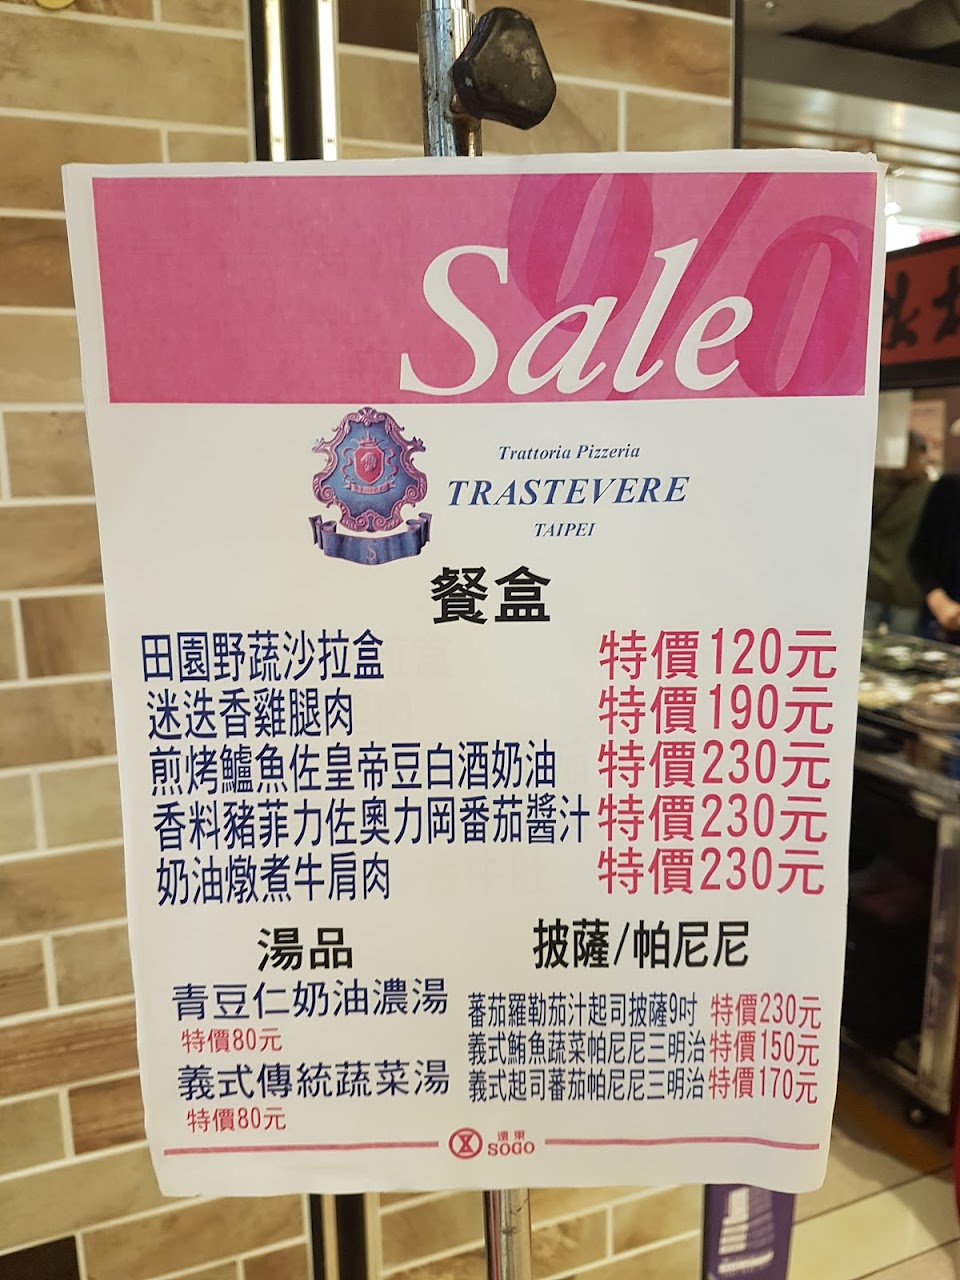 Sale
Trattoria Pizzeria
TRASTEVERE
TAIPEI
餐盒
田園野蔬沙拉盒 特價120元
迷迭香雞腿肉 特價190元
煎烤鱸魚佐皇帝豆白酒奶油 特價230元
香料豬菲力佐奧力岡番茄醬汁 特價230元
奶油燉煮牛肩肉 特價230元
湯品
青豆仁奶油濃湯
特價80元
義式傳統蔬菜湯
特價80元
披薩/帕尼尼
蕃茄羅勒茄汁起司披薩9吋 特價230元
義式鮪魚蔬菜帕尼尼三明治 特價150元
義式起司蕃茄帕尼尼三明治 特價170元
遠東
SOGO